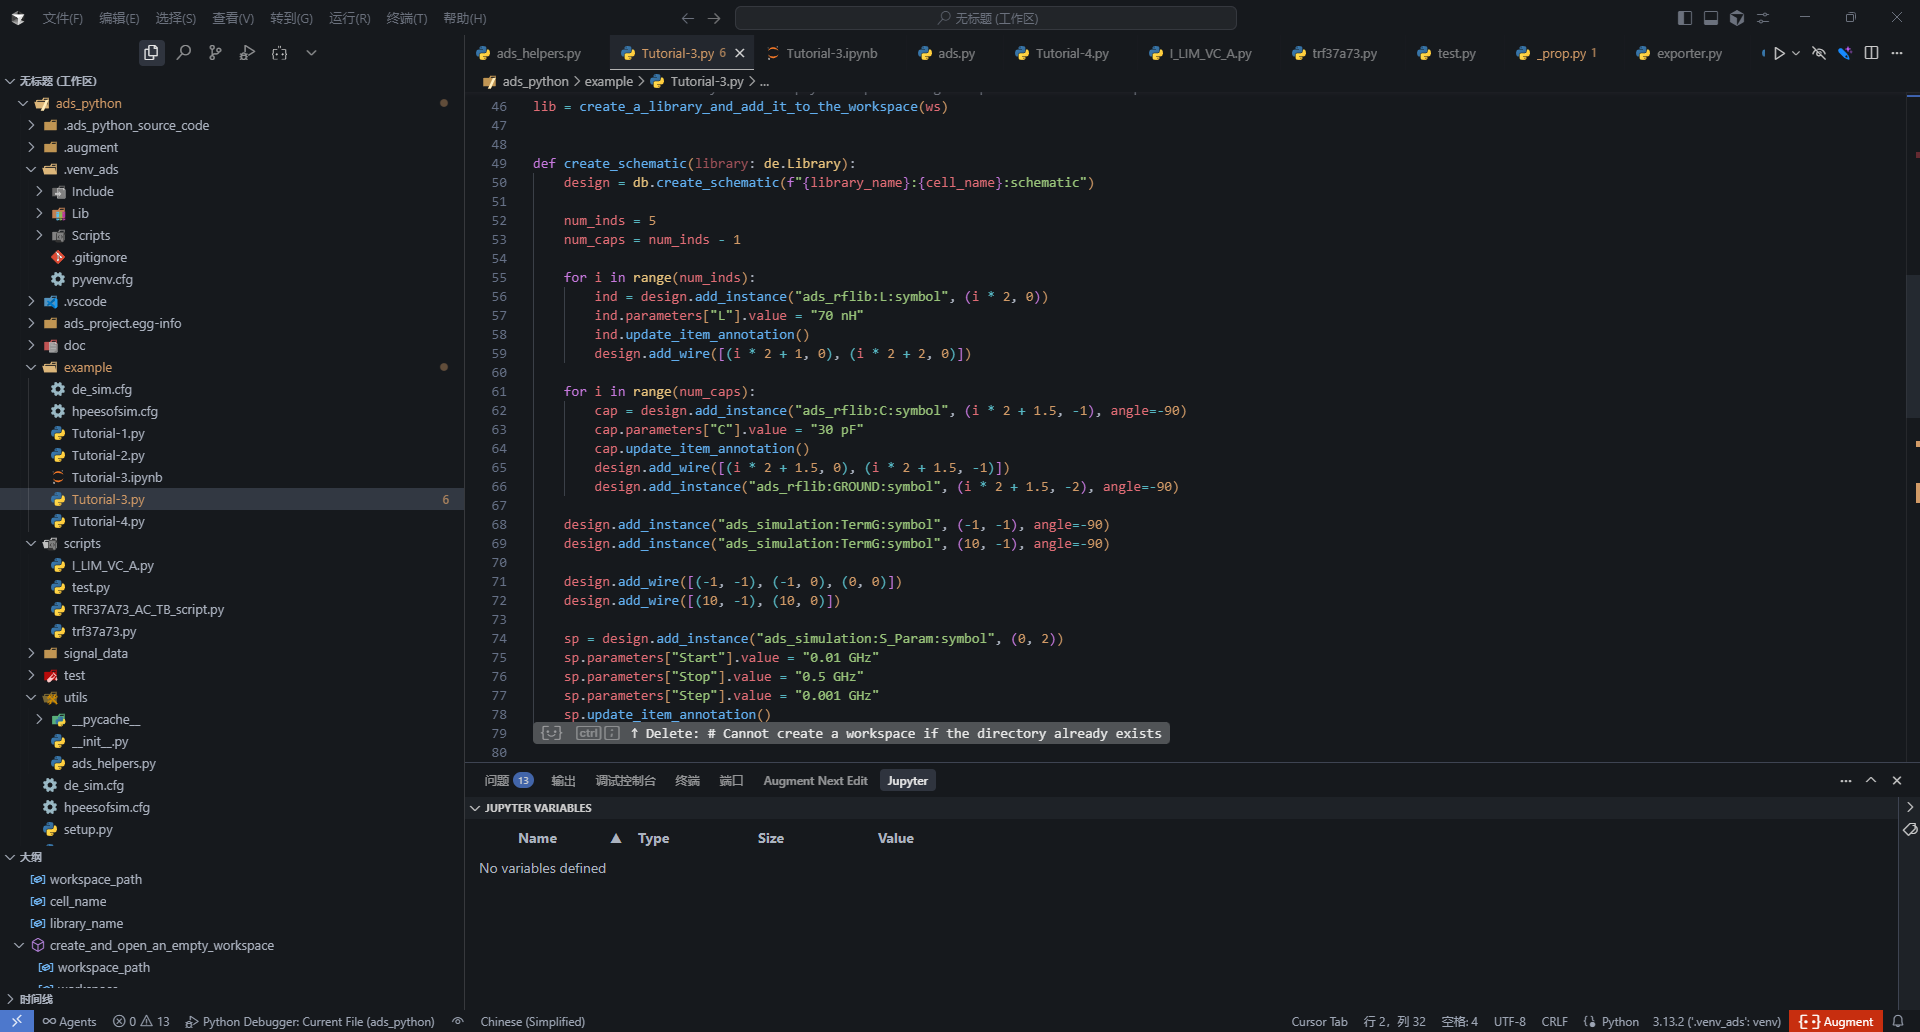 文件(F) 编辑(E) 选择(S) 查看(V) 转到(G) 运行(R) 终端(T) 帮助(H) 无标题 (工作区)
ads_helpers.py Tutorial-3.py 6 Tutorial-3.ipynb ads.py Tutorial-4.py I_LIM_VC_A.py trf37a73.py test.py _prop.py 1 exporter.py
ads_python > example > Tutorial-3.py > ...
无标题 (工作区)
ads_python
.ads_python_source_code
.augment
.venv_ads
Include
Lib
Scripts
.gitignore
pyvenv.cfg
.vscode
ads_project.egg-info
doc
example
de_sim.cfg
hpeesofsim.cfg
Tutorial-1.py
Tutorial-2.py
Tutorial-3.ipynb
Tutorial-3.py 6
Tutorial-4.py
scripts
I_LIM_VC_A.py
test.py
TRF37A73_AC_TB_script.py
trf37a73.py
signal_data
test
utils
__pycache__
__init__.py
ads_helpers.py
de_sim.cfg
hpeesofsim.cfg
setup.py
大纲
workspace_path
cell_name
library_name
create_and_open_an_empty_workspace
workspace_path
时间线
46 lib = create_a_library_and_add_it_to_the_workspace(ws)
47
48
49 def create_schematic(library: de.Library):
50 design = db.create_schematic(f"{library_name}:{cell_name}:schematic")
51
52 num_inds = 5
53 num_caps = num_inds - 1
54
55 for i in range(num_inds):
56 ind = design.add_instance("ads_rflib:L:symbol", (i * 2, 0))
57 ind.parameters["L"].value = "70 nH"
58 ind.update_item_annotation()
59 design.add_wire([(i * 2 + 1, 0), (i * 2 + 2, 0)])
60
61 for i in range(num_caps):
62 cap = design.add_instance("ads_rflib:C:symbol", (i * 2 + 1.5, -1), angle=-90)
63 cap.parameters["C"].value = "30 pF"
64 cap.update_item_annotation()
65 design.add_wire([(i * 2 + 1.5, 0), (i * 2 + 1.5, -1)])
66 design.add_instance("ads_rflib:GROUND:symbol", (i * 2 + 1.5, -2), angle=-90)
67
68 design.add_instance("ads_simulation:TermG:symbol", (-1, -1), angle=-90)
69 design.add_instance("ads_simulation:TermG:symbol", (10, -1), angle=-90)
70
71 design.add_wire([(-1, -1), (-1, 0), (0, 0)])
72 design.add_wire([(10, -1), (10, 0)])
73
74 sp = design.add_instance("ads_simulation:S_Param:symbol", (0, 2))
75 sp.parameters["Start"].value = "0.01 GHz"
76 sp.parameters["Stop"].value = "0.5 GHz"
77 sp.parameters["Step"].value = "0.001 GHz"
78 sp.update_item_annotation()
79 ctrl ; ↑ Delete: # Cannot create a workspace if the directory already exists
80
问题 13 输出 调试控制台 终端 端口 Augment Next Edit Jupyter
JUPYTER VARIABLES
Name ▲ Type Size Value
No variables defined
Agents 0 13 Python Debugger: Current File (ads_python) Chinese (Simplified) Cursor Tab 行 2, 列 32 空格: 4 UTF-8 CRLF Python 3.13.2 ('.venv_ads': venv) Augment